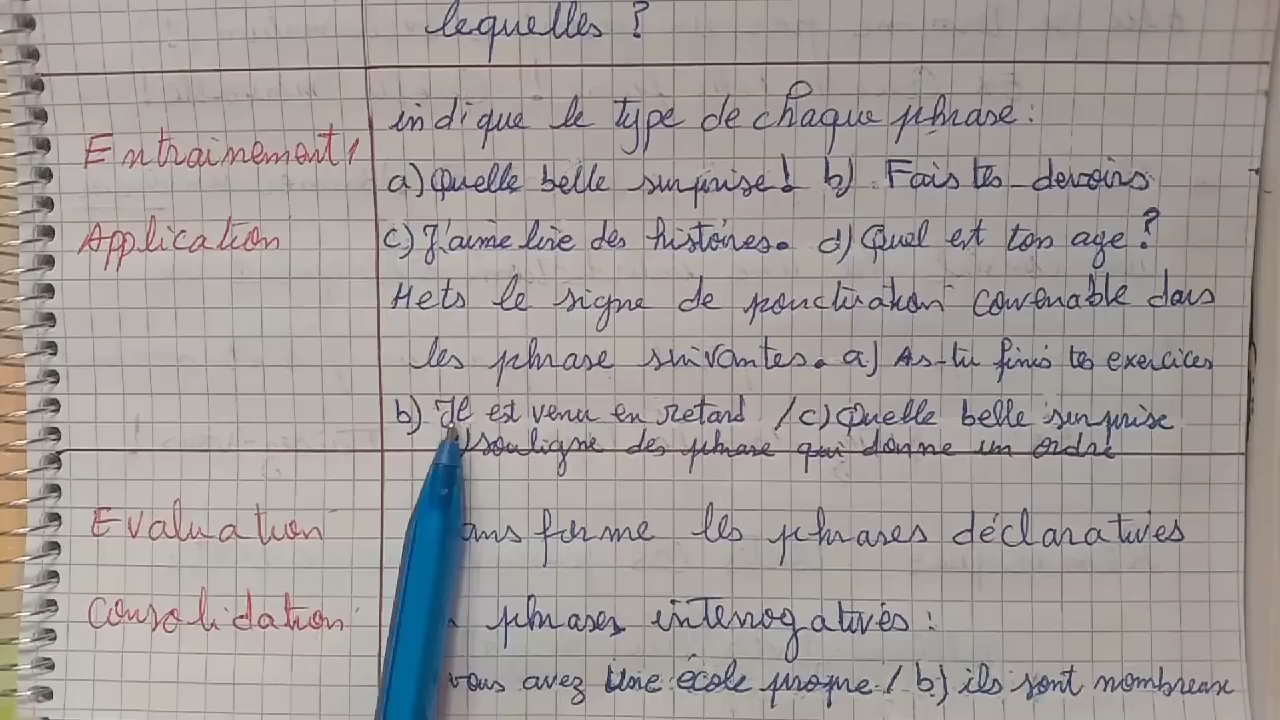 lequelles ?
indique le type de chaque phrase :
Entrainement/
a) Quelle belle surprise! b) Fais tes devoirs.
Application
c) J'aime lire des histoires. d) Quel est ton age ?
Mets le signe de ponctuation convenable dans
les phrase suivantes. a) As-tu finis tes exercices
b) Il est venu en retard / c) Quelle belle surprise
souligne des phrase qui donne un ordre
Evaluation
ans forme les phrases déclaratives
Consolidation.
phrases interrogatives :
vous avez une école propre / b) ils sont nombreux